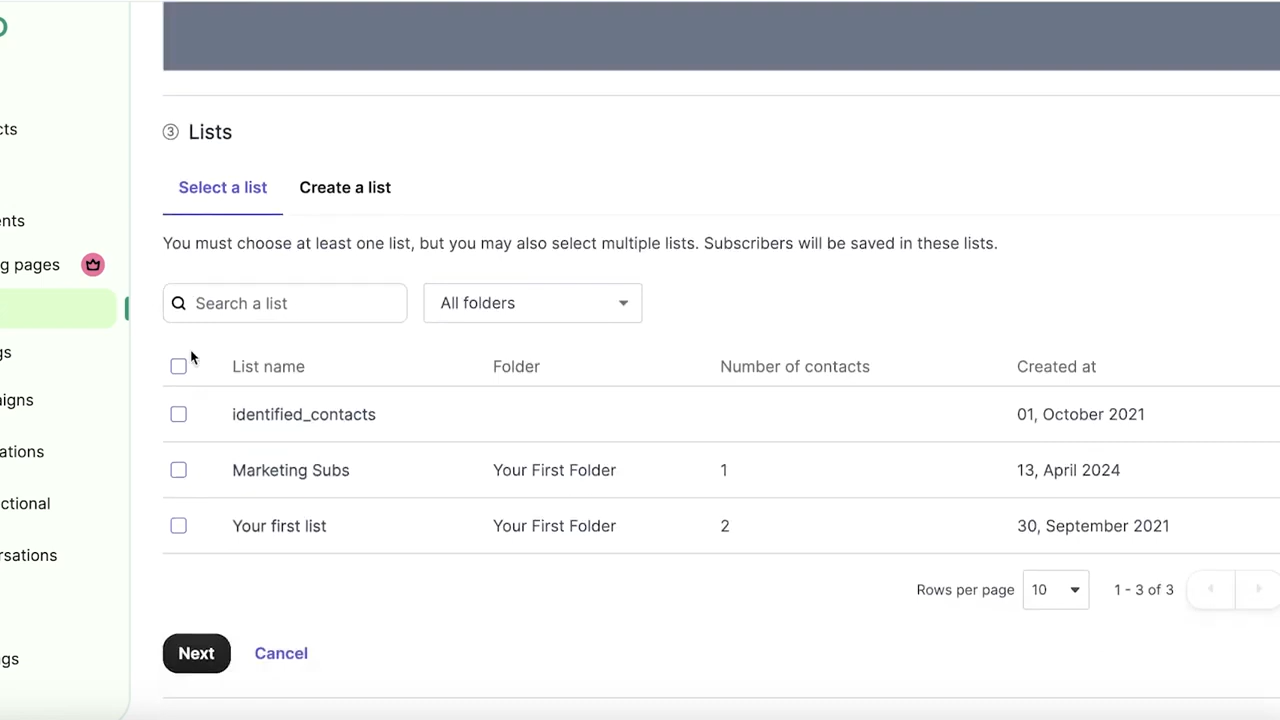 cts
ents
g pages
gs
aigns
ations
ctional
rsations
gs
③ Lists
Select a list Create a list
You must choose at least one list, but you may also select multiple lists. Subscribers will be saved in these lists.
Search a list All folders
List name Folder Number of contacts Created at
identified_contacts 01, October 2021
Marketing Subs Your First Folder 1 13, April 2024
Your first list Your First Folder 2 30, September 2021
Rows per page 10 1 - 3 of 3
Next Cancel